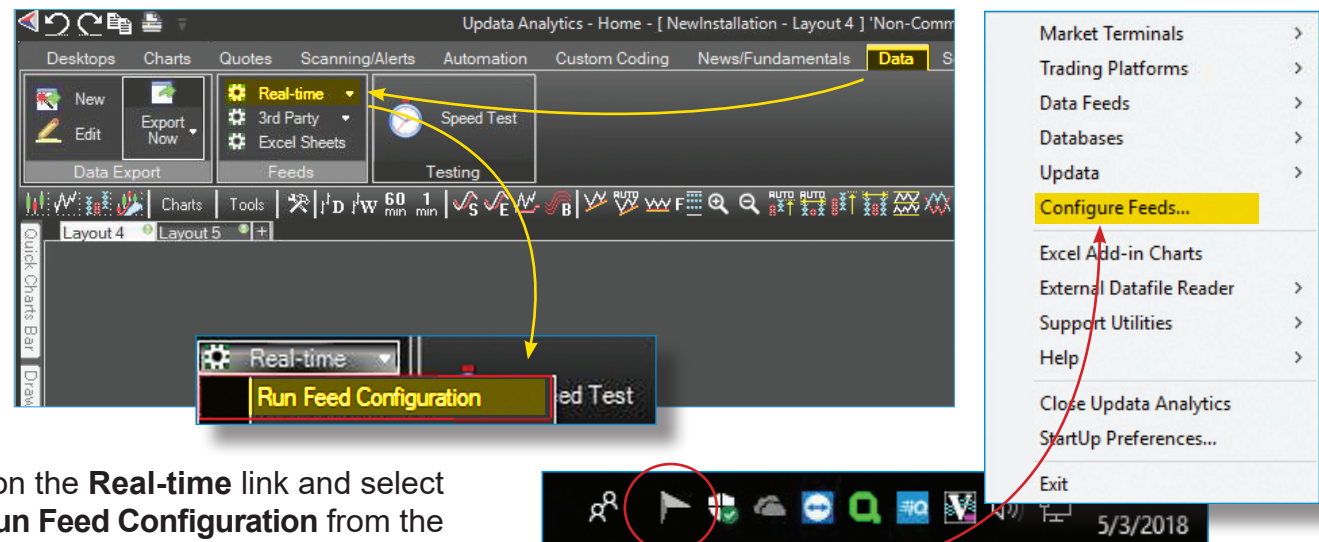 Updata Analytics - Home - [ NewInstallation - Layout 4 ] 'Non-Comm
Desktops Charts Quotes Scanning/Alerts Automation Custom Coding News/Fundamentals Data S
New
Edit
Export Now
Data Export
Real-time
3rd Party
Excel Sheets
Feeds
Speed Test
Testing
Charts Tools D W 60 min 1 min S E B F AUTO AUTO AUTO
Layout 4 Layout 5 +
Quick Charts Bar
Draw
Real-time
Run Feed Configuration
ed Test
Market Terminals
Trading Platforms
Data Feeds
Databases
Updata
Configure Feeds...
Excel Add-in Charts
External Datafile Reader
Support Utilities
Help
Close Updata Analytics
StartUp Preferences...
Exit
on the Real-time link and select
un Feed Configuration from the
#iQ
5/3/2018